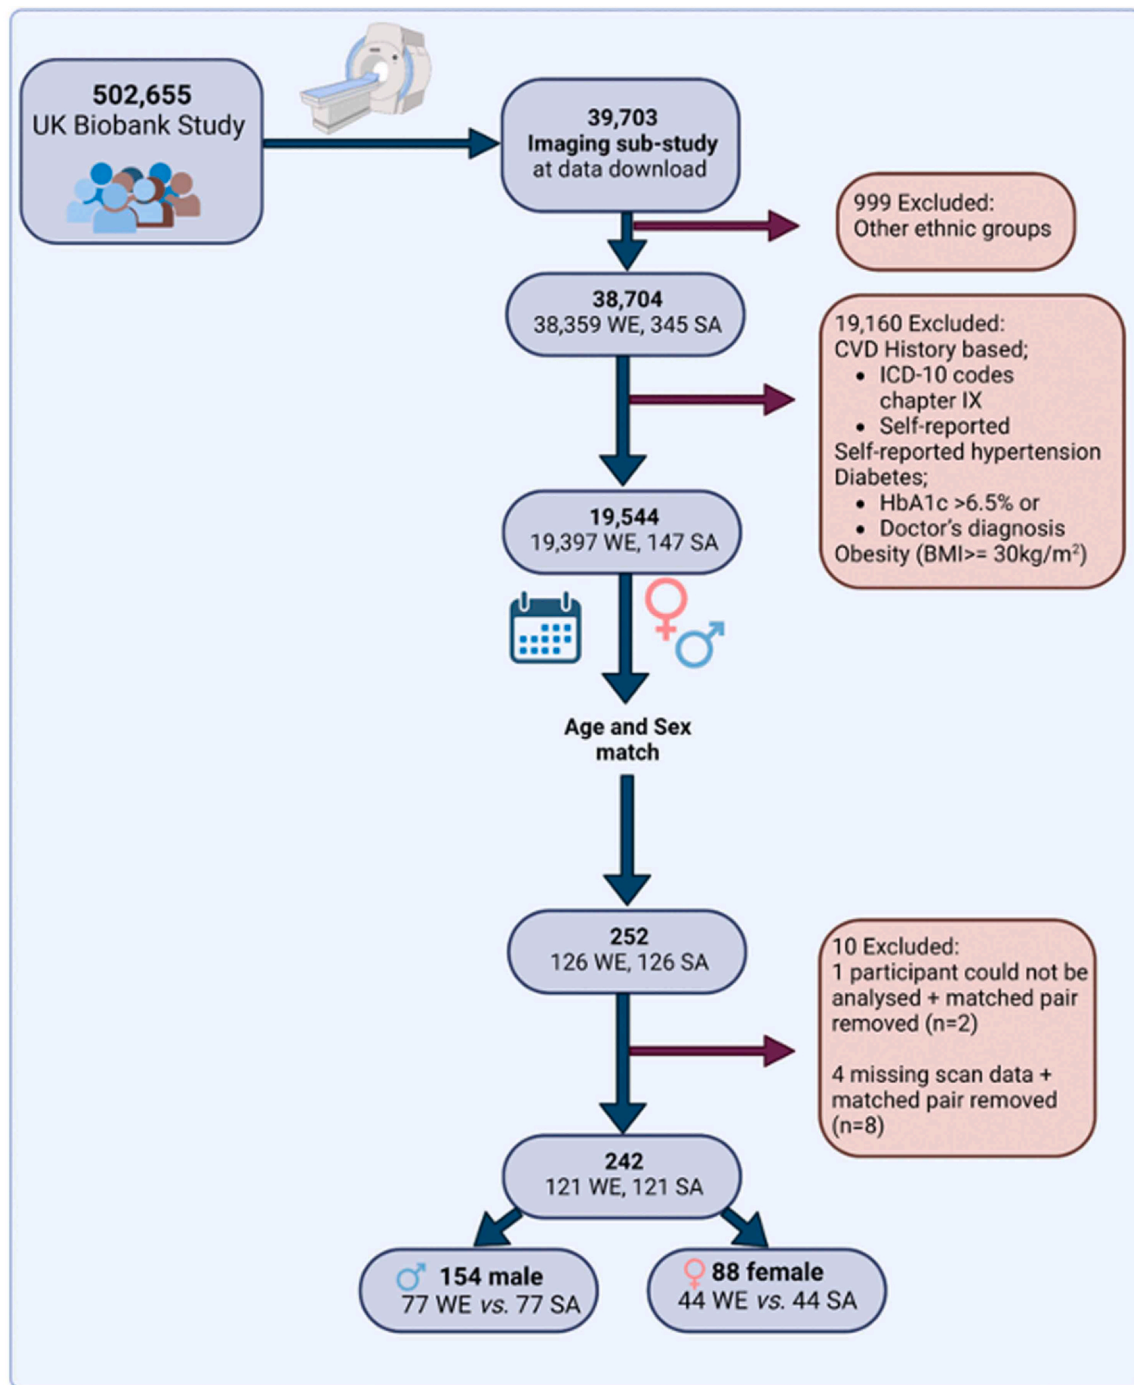 502,655
UK Biobank Study
39,703
Imaging sub-study
at data download
999 Excluded:
Other ethnic groups
38,704
38,359 WE, 345 SA
19,160 Excluded:
CVD History based;
• ICD-10 codes
chapter IX
• Self-reported
Self-reported hypertension
Diabetes;
• HbA1c >6.5% or
• Doctor's diagnosis
Obesity (BMI>= 30kg/m²)
19,544
19,397 WE, 147 SA
Age and Sex
match
252
126 WE, 126 SA
10 Excluded:
1 participant could not be
analysed + matched pair
removed (n=2)
4 missing scan data +
matched pair removed
(n=8)
242
121 WE, 121 SA
♂ 154 male
77 WE vs. 77 SA
♀ 88 female
44 WE vs. 44 SA